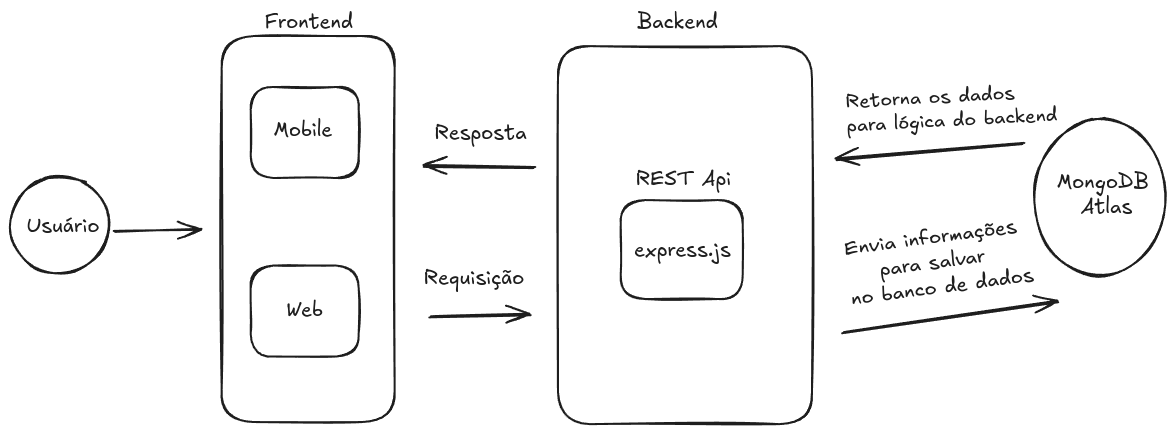 Frontend
Backend
Mobile
Resposta
Retorna os dados
para lógica do backend
REST Api
MongoDB
Atlas
Usuário
express.js
Envia informações
para salvar
no banco de dados
Requisição
Web